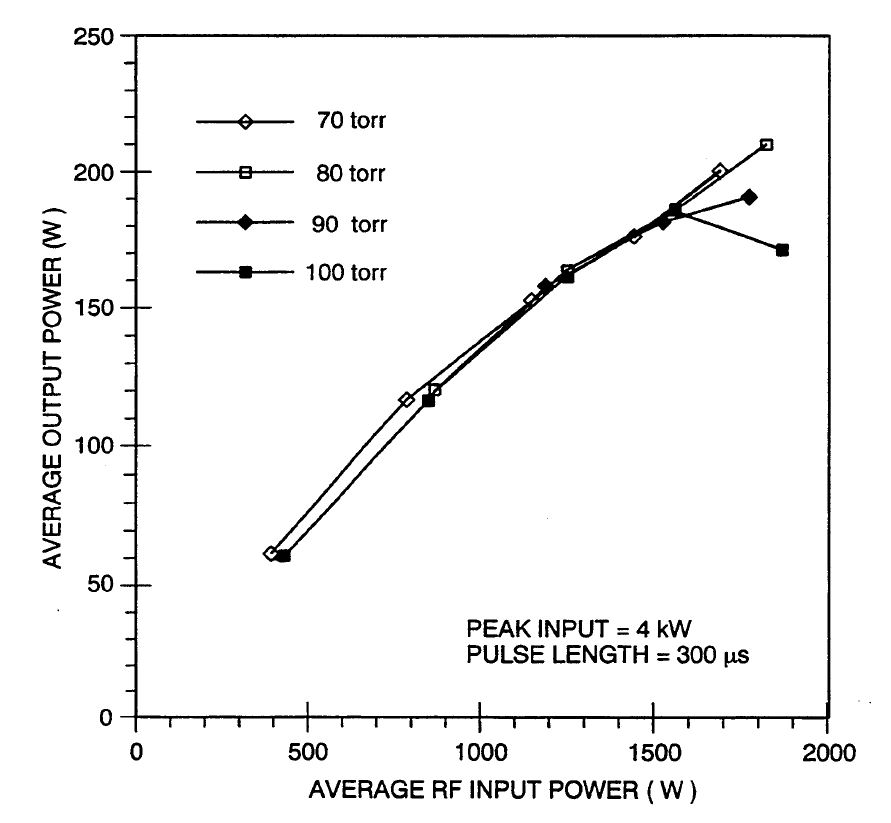 250
200
150
100
50
0
AVERAGE OUTPUT POWER (W)
70 torr
80 torr
90 torr
100 torr
PEAK INPUT = 4 kW
PULSE LENGTH = 300 μs
0 500 1000 1500 2000
AVERAGE RF INPUT POWER ( W )